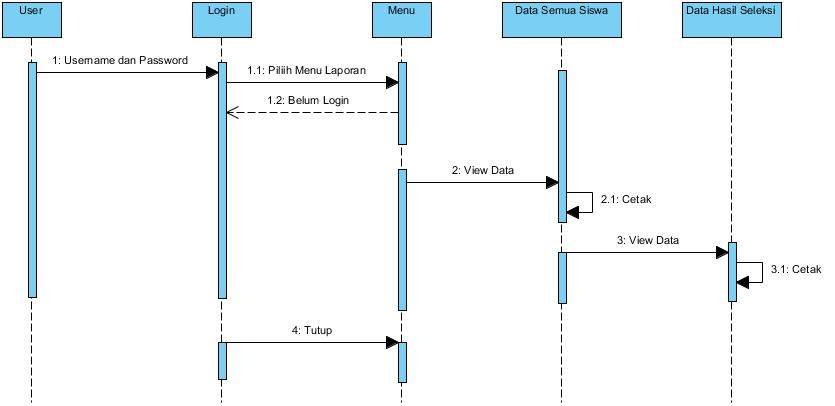 User
Login
Menu
Data Semua Siswa
Data Hasil Seleksi
1: Username dan Password
1.1: Piliih Menu Laporan
1.2: Belum Login
2: View Data
2.1: Cetak
3: View Data
3.1: Cetak
4: Tutup